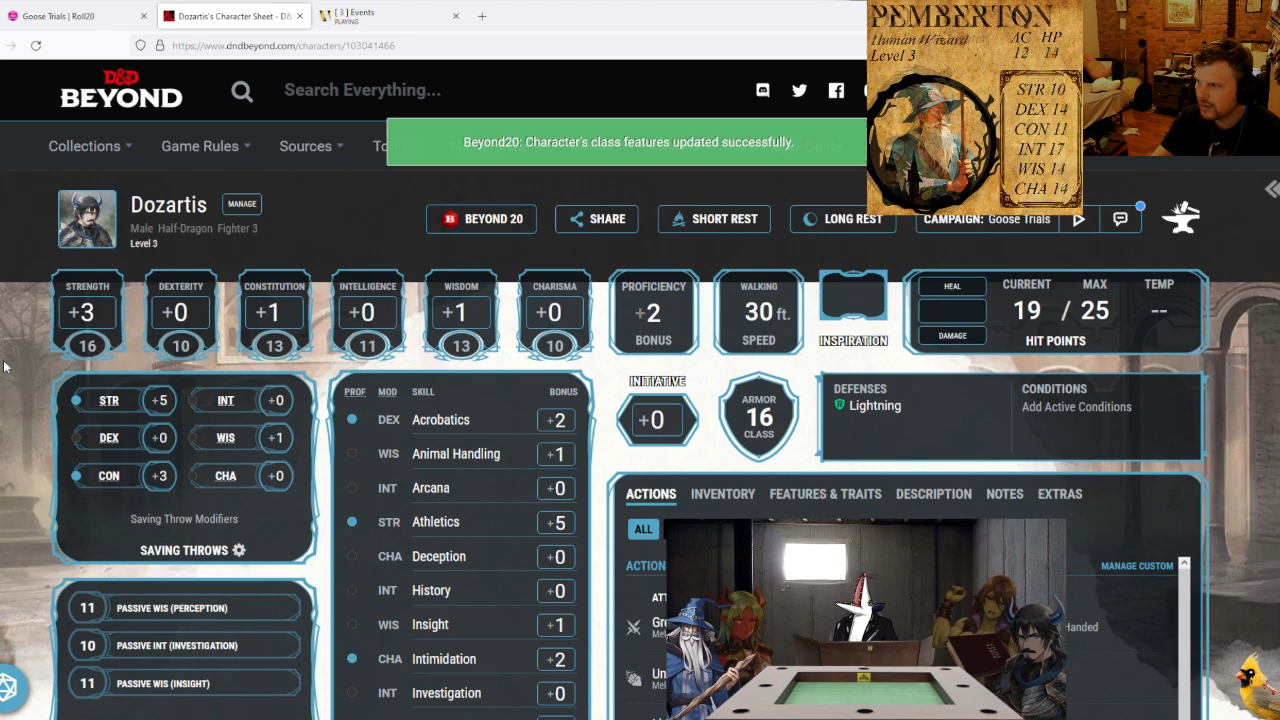 Goose Trials | Roll20
Dozartis's Character Sheet - D&
[ 3 ] Events
PLAYING
https://www.dndbeyond.com/characters/103041466
D&D
BEYOND
Search Everything...
Collections
Game Rules
Sources
To
Beyond20: Character's class features updated successfully.
PEMBERTON
Human Wizard
Level 3
AC HP
12 14
STR 10
DEX 14
CON 11
INT 17
WIS 14
CHA 14
Dozartis
MANAGE
Male Half-Dragon Fighter 3
Level 3
BEYOND 20
SHARE
SHORT REST
LONG REST
CAMPAIGN: Goose Trials
STRENGTH
+3
16
DEXTERITY
+0
10
CONSTITUTION
+1
13
INTELLIGENCE
+0
11
WISDOM
+1
13
CHARISMA
+0
10
PROFICIENCY
+2
BONUS
WALKING
30 ft.
SPEED
INSPIRATION
HEAL
DAMAGE
CURRENT MAX TEMP
19 / 25 --
HIT POINTS
STR +5
INT +0
DEX +0
WIS +1
CON +3
CHA +0
Saving Throw Modifiers
SAVING THROWS
11 PASSIVE WIS (PERCEPTION)
10 PASSIVE INT (INVESTIGATION)
11 PASSIVE WIS (INSIGHT)
PROF MOD SKILL BONUS
DEX Acrobatics +2
WIS Animal Handling +1
INT Arcana +0
STR Athletics +5
CHA Deception +0
INT History +0
WIS Insight +1
CHA Intimidation +2
INT Investigation +0
INITIATIVE
+0
ARMOR
16
CLASS
DEFENSES
Lightning
CONDITIONS
Add Active Conditions
ACTIONS INVENTORY FEATURES & TRAITS DESCRIPTION NOTES EXTRAS
ALL
ACTION
MANAGE CUSTOM
ATT
Gr
Mel
Handed
Un
Mel